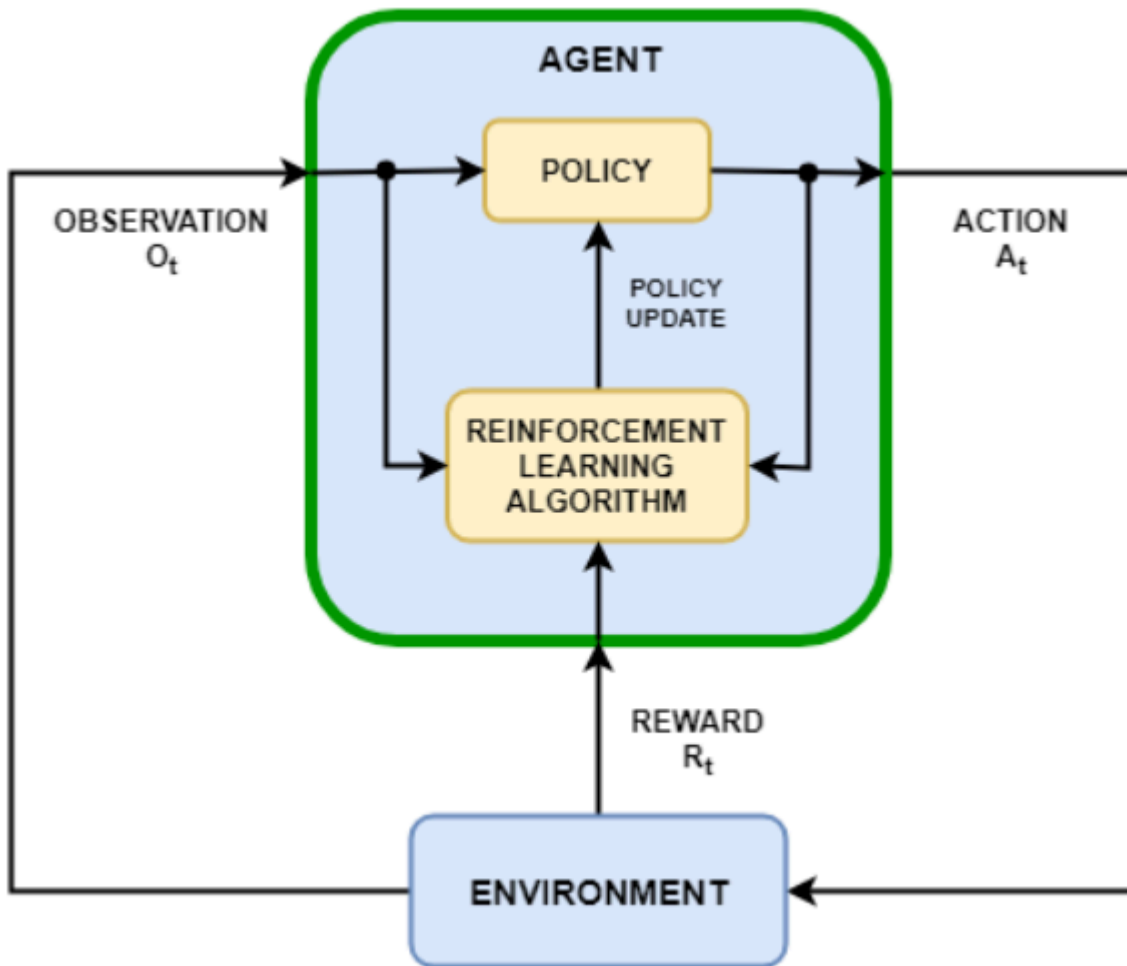 AGENT
POLICY
OBSERVATION
Oₜ
ACTION
Aₜ
POLICY
UPDATE
REINFORCEMENT
LEARNING
ALGORITHM
REWARD
Rₜ
ENVIRONMENT